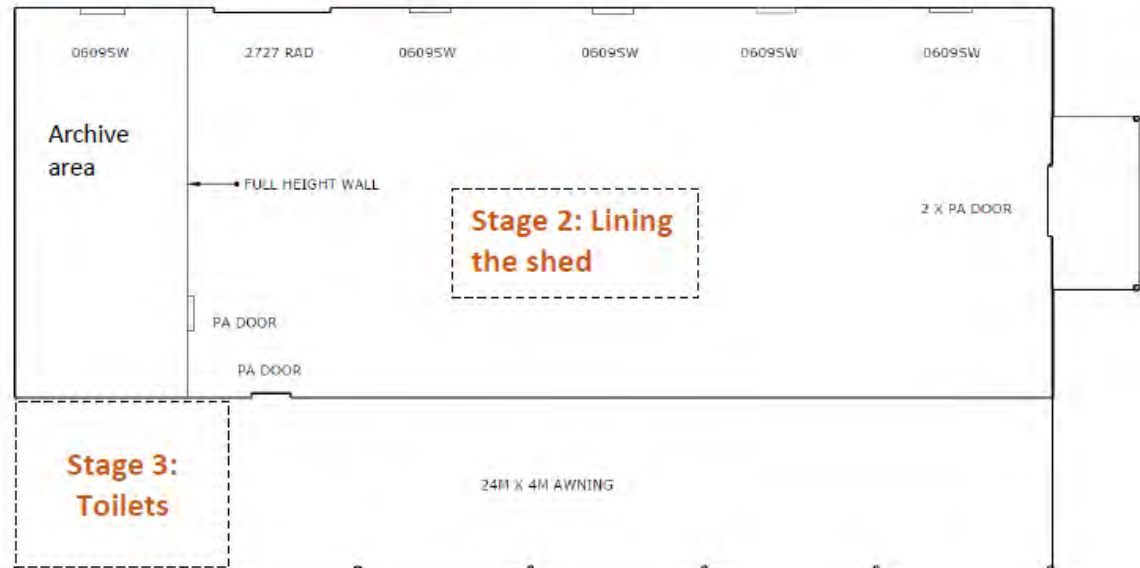 0609SW
2727 RAD
0609SW
0609SW
0609SW
0609SW
Archive
area
FULL HEIGHT WALL
Stage 2: Lining
the shed
2 X PA DOOR
PA DOOR
PA DOOR
Stage 3:
Toilets
24M X 4M AWNING